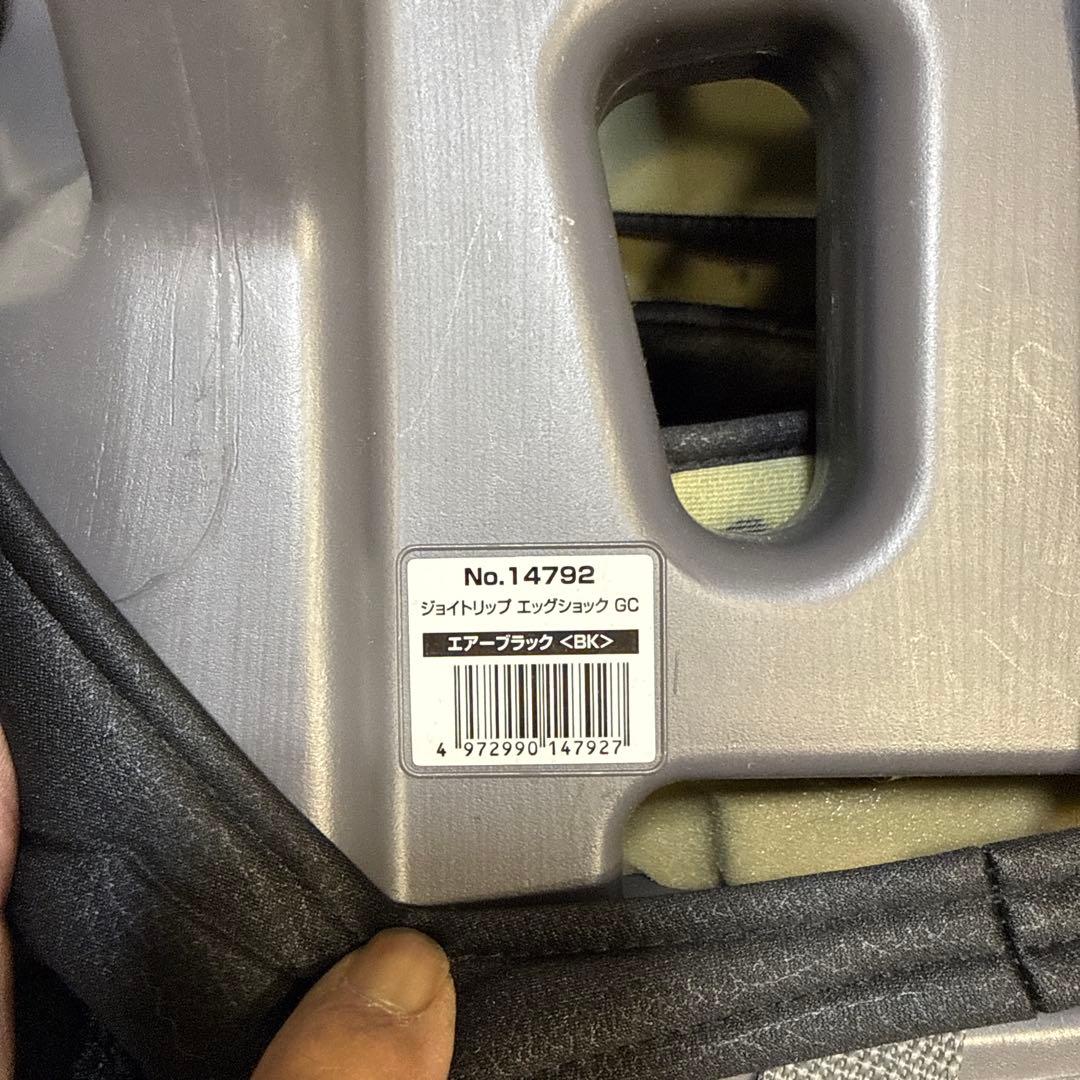 No.14792
ジョイトリップ エッグショック GC
エアーブラック <BK>
4 972990 147927